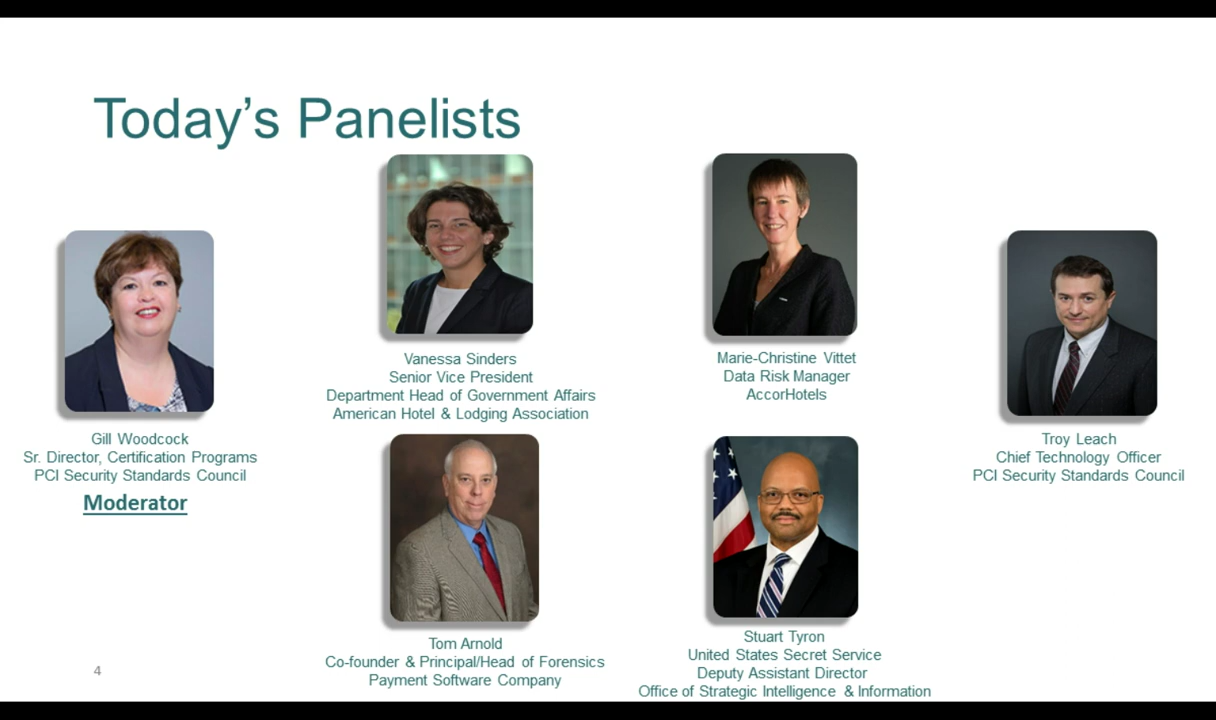 Today's Panelists
Gill Woodcock
Sr. Director, Certification Programs
PCI Security Standards Council
Moderator
Vanessa Sinders
Senior Vice President
Department Head of Government Affairs
American Hotel & Lodging Association
Tom Arnold
Co-founder & Principal/Head of Forensics
Payment Software Company
Marie-Christine Vittet
Data Risk Manager
AccorHotels
Stuart Tyron
United States Secret Service
Deputy Assistant Director
Office of Strategic Intelligence & Information
Troy Leach
Chief Technology Officer
PCI Security Standards Council
4